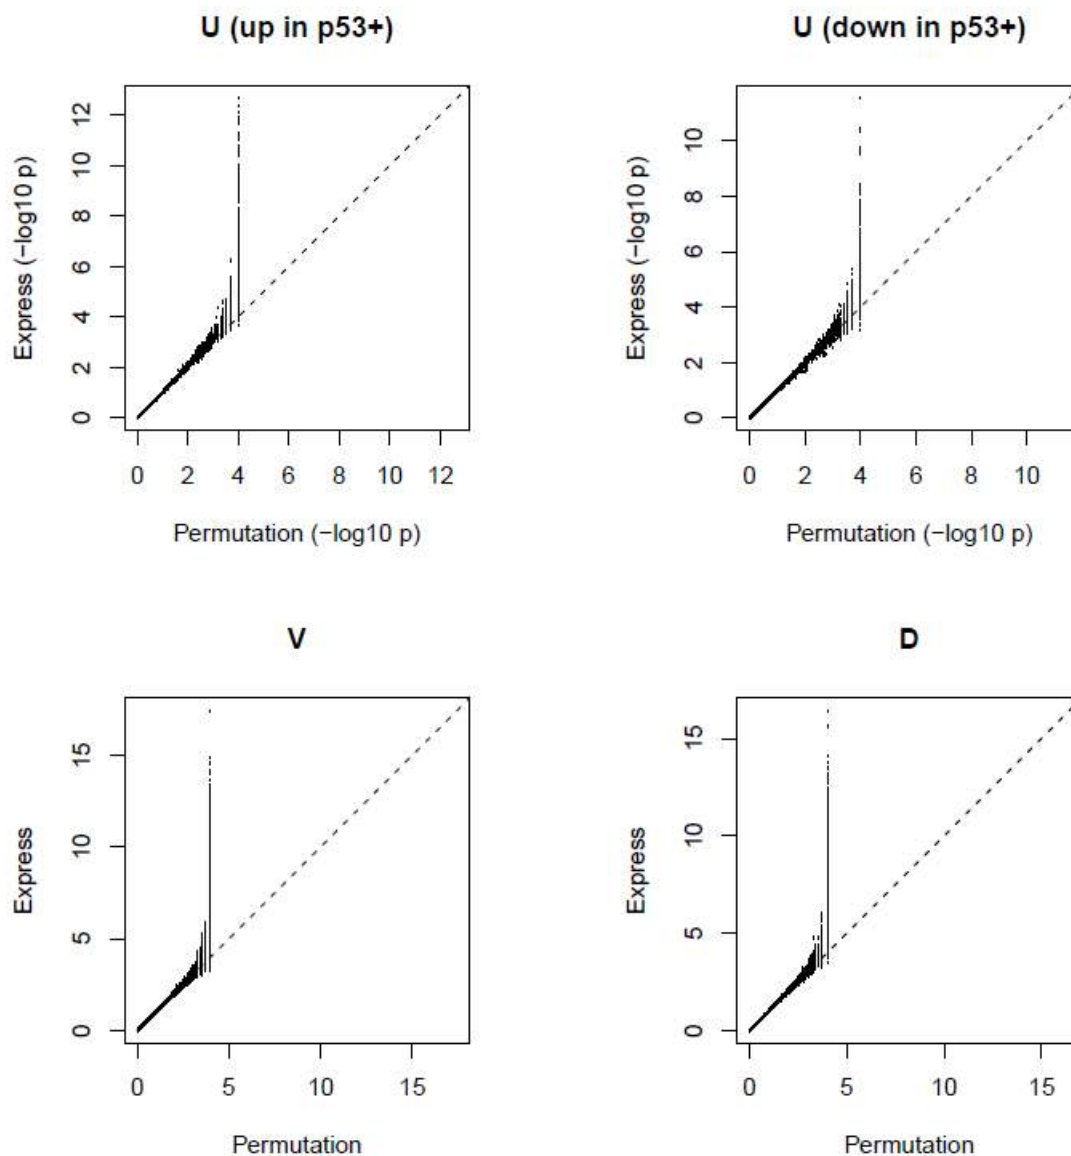 U (up in p53+)
Express (−log10 p)
12
10
8
6
4
2
0
0 2 4 6 8 10 12
Permutation (−log10 p)
U (down in p53+)
Express (−log10 p)
10
8
6
4
2
0
0 2 4 6 8 10
Permutation (−log10 p)
V
Express
15
10
5
0
0 5 10 15
Permutation
D
Express
15
10
5
0
0 5 10 15
Permutation